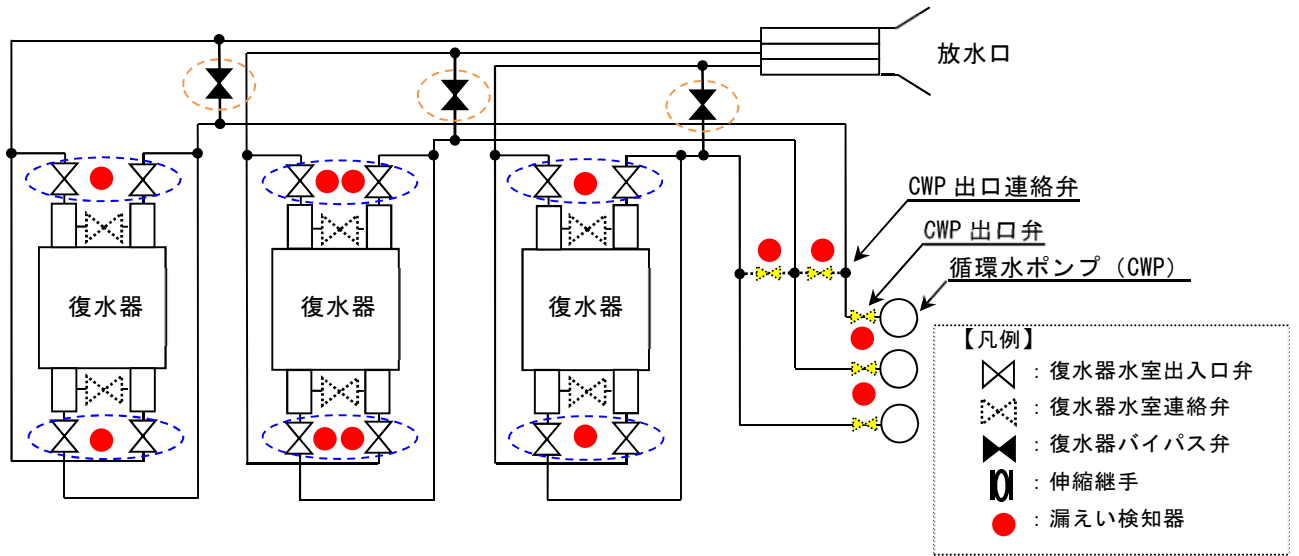 放水口
CWP 出口連絡弁
CWP 出口弁
循環水ポンプ（CWP）
復水器
復水器
復水器
【凡例】
：復水器水室出入口弁
：復水器水室連絡弁
：復水器バイパス弁
：伸縮継手
：漏えい検知器